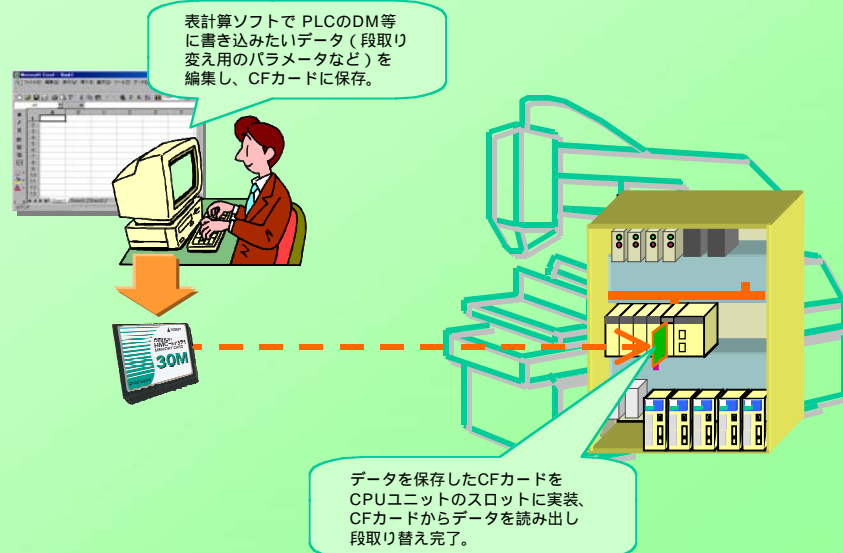 表計算ソフトで PLCのDM等
に書き込みたいデータ（段取り
変え用のパラメータなど）を
編集し、CFカードに保存。
Microsoft Excel - Book1
30M
データを保存したCFカードを
CPUユニットのスロットに実装、
CFカードからデータを読み出し
段取り替え完了。